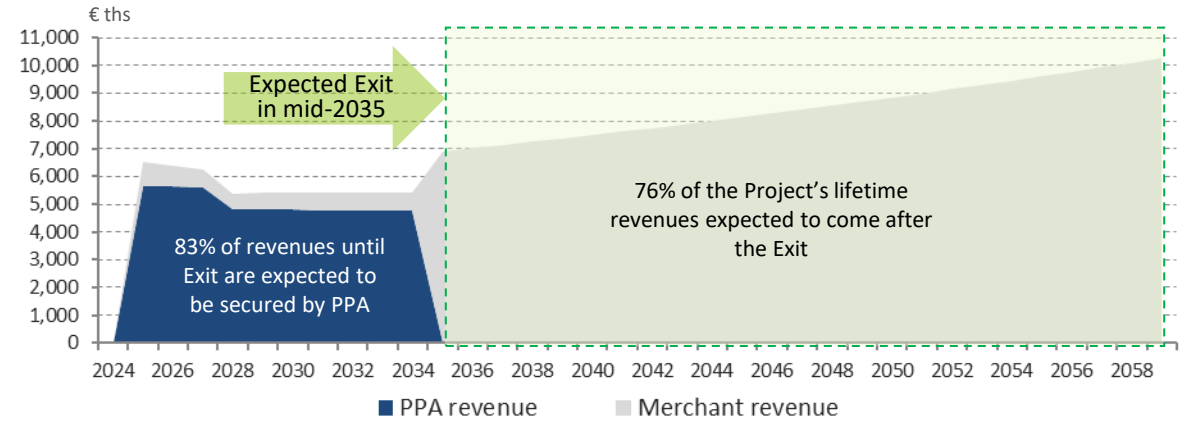 € ths
11,000
10,000
9,000
8,000
7,000
6,000
5,000
4,000
3,000
2,000
1,000
0
Expected Exit
in mid-2035
83% of revenues until
Exit are expected to
be secured by PPA
76% of the Project's lifetime
revenues expected to come after
the Exit
2024 2026 2028 2030 2032 2034 2036 2038 2040 2042 2044 2046 2048 2050 2052 2054 2056 2058
PPA revenue Merchant revenue